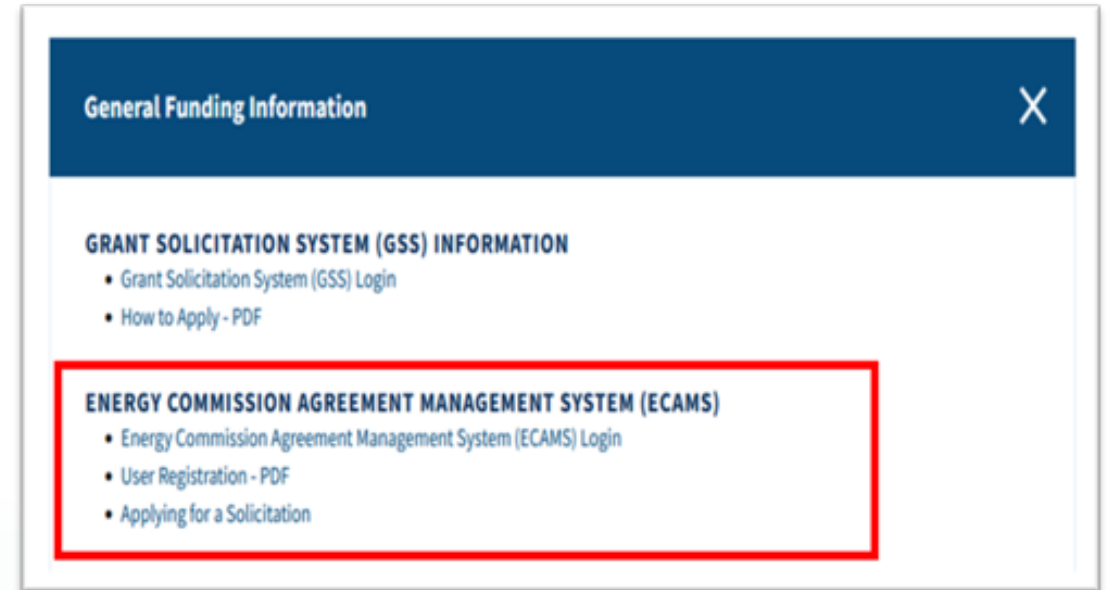 General Funding Information X
GRANT SOLICITATION SYSTEM (GSS) INFORMATION
• Grant Solicitation System (GSS) Login
• How to Apply - PDF
ENERGY COMMISSION AGREEMENT MANAGEMENT SYSTEM (ECAMS)
• Energy Commission Agreement Management System (ECAMS) Login
• User Registration - PDF
• Applying for a Solicitation